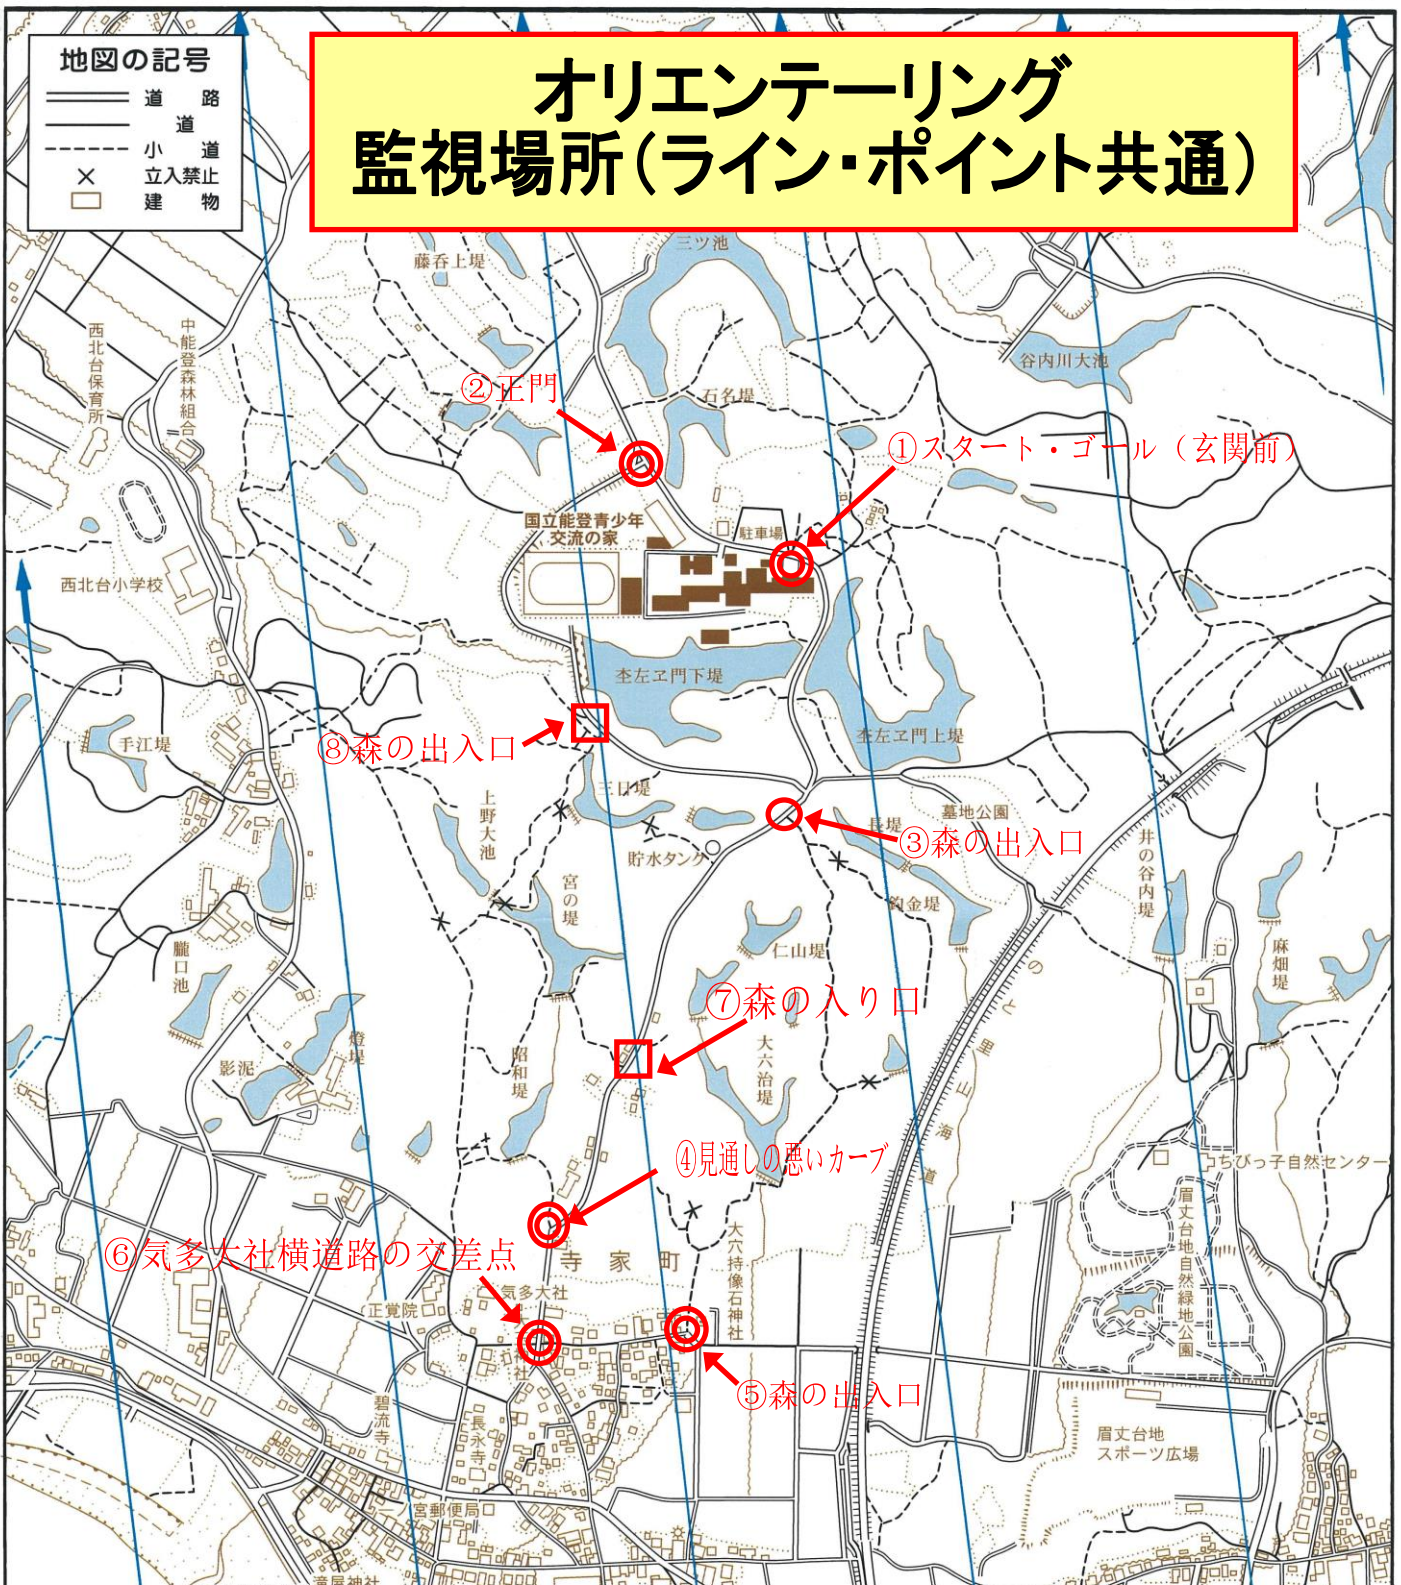 オリエンテーリング
監視場所(ライン・ポイント共通)
地図の記号
道路
道
小道
立入禁止
建物
藤呑上堤
三ツ池
西北台保育所
中能登森林組合
谷内川大池
②正門
石名堤
①スタート・ゴール（玄関前）
国立能登青少年
交流の家
駐車場
西北台小学校
杢左ヱ門下堤
杢左ヱ門上堤
手江堤
⑧森の出入口
三日堤
上野大池
墓地公園
長堤
③森の出入口
貯水タンク
井の谷内堤
宮の堤
鈎金堤
仁山堤
麻畑堤
朧口池
のと里山海道
⑦森の入り口
燈堤
影泥
昭和堤
大六治堤
④見通しの悪いカーブ
ちびっ子自然センター
眉丈台地自然緑地公園
大穴持像石神社
⑥気多大社横道路の交差点
寺家町
気多大社
正覚院
⑤森の出入口
碧流寺
長永寺
眉丈台地
スポーツ広場
一ノ宮郵便局